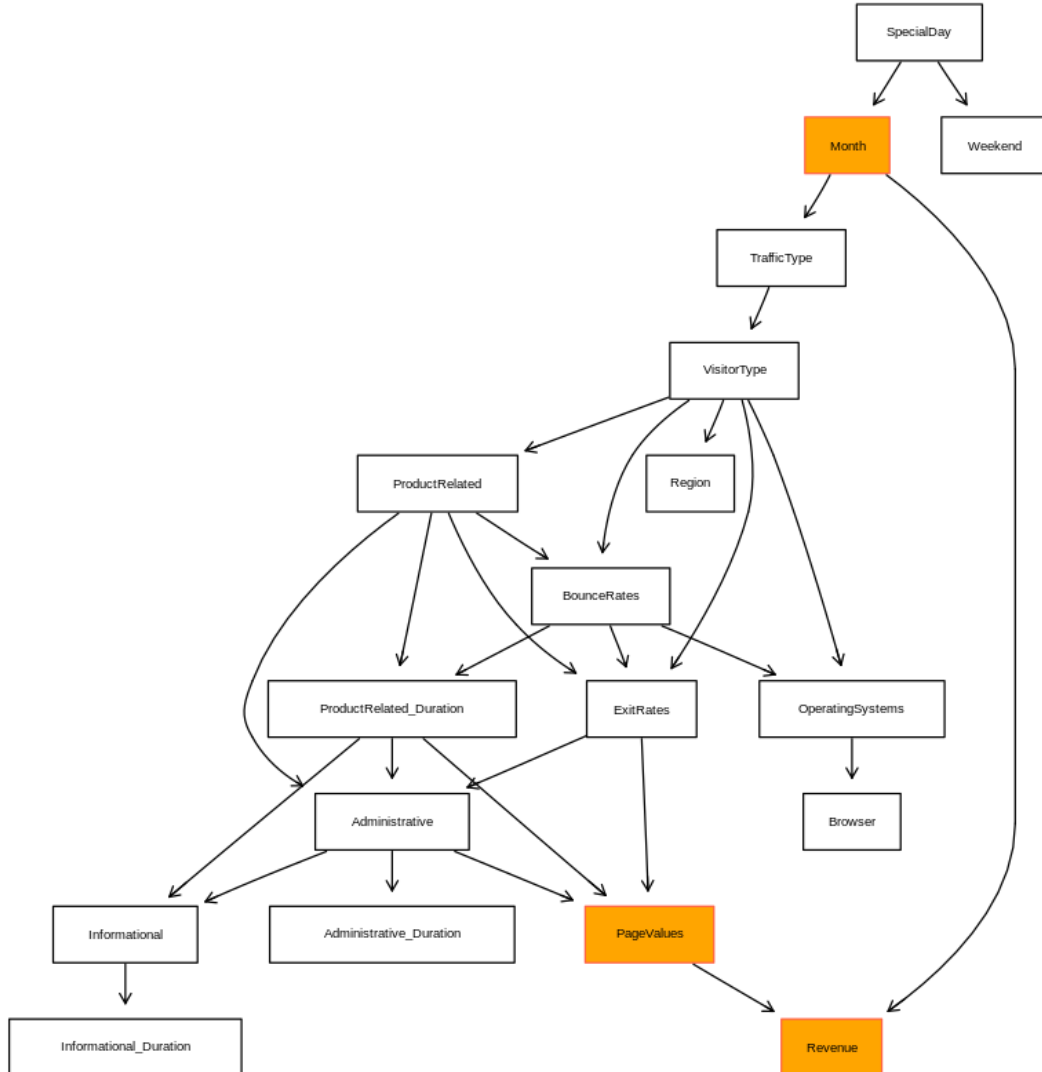 SpecialDay
Month
Weekend
TrafficType
VisitorType
ProductRelated
Region
BounceRates
ProductRelated_Duration
ExitRates
OperatingSystems
Administrative
Browser
Informational
Administrative_Duration
PageValues
Informational_Duration
Revenue